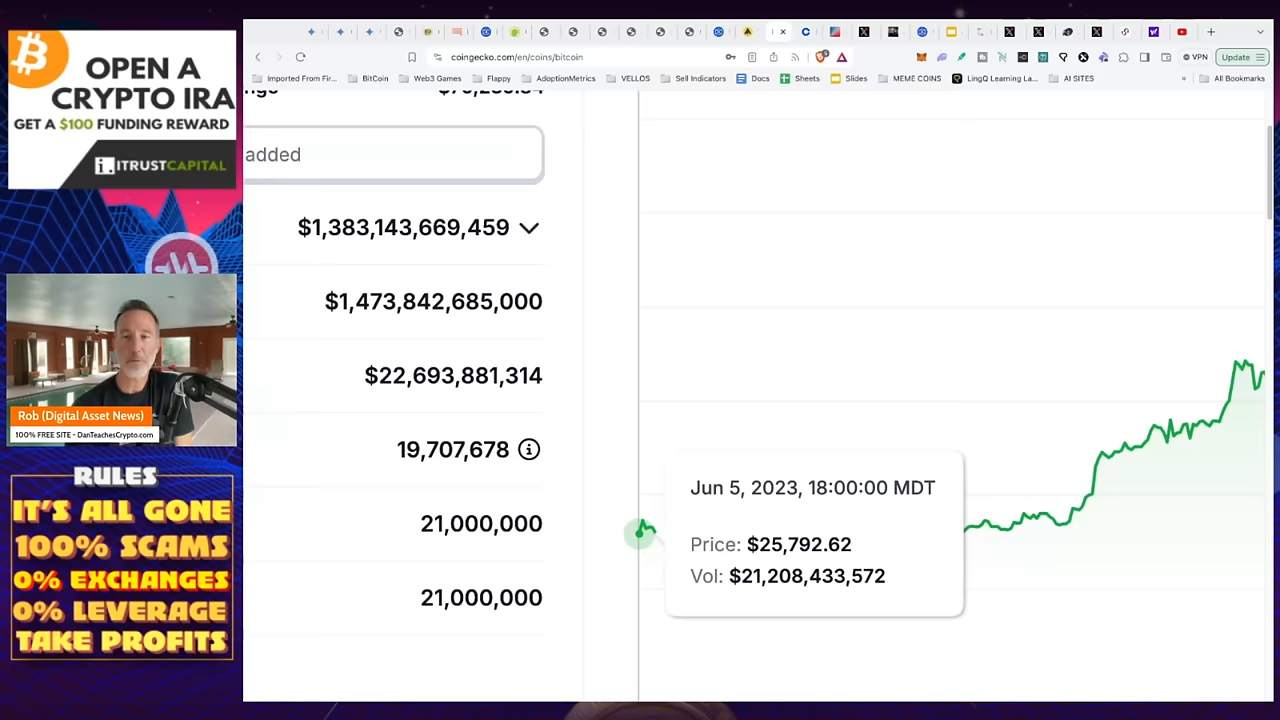 OPEN A
CRYPTO IRA
GET A $100 FUNDING REWARD
ITRUSTCAPITAL
Rob (Digital Asset News)
100% FREE SITE - DanTeachesCrypto.com
RULES
IT'S ALL GONE
100% SCAMS
0% EXCHANGES
0% LEVERAGE
TAKE PROFITS
coingecko.com/en/coins/bitcoin
VPN
Update
Imported From Fir...
BitCoin
Web3 Games
Flappy
AdoptionMetrics
VELLOS
Sell Indicators
Docs
Sheets
Slides
MEME COINS
LingQ Learning La...
AI SITES
All Bookmarks
added
$1,383,143,669,459
$1,473,842,685,000
$22,693,881,314
19,707,678
21,000,000
21,000,000
Jun 5, 2023, 18:00:00 MDT
Price: $25,792.62
Vol: $21,208,433,572